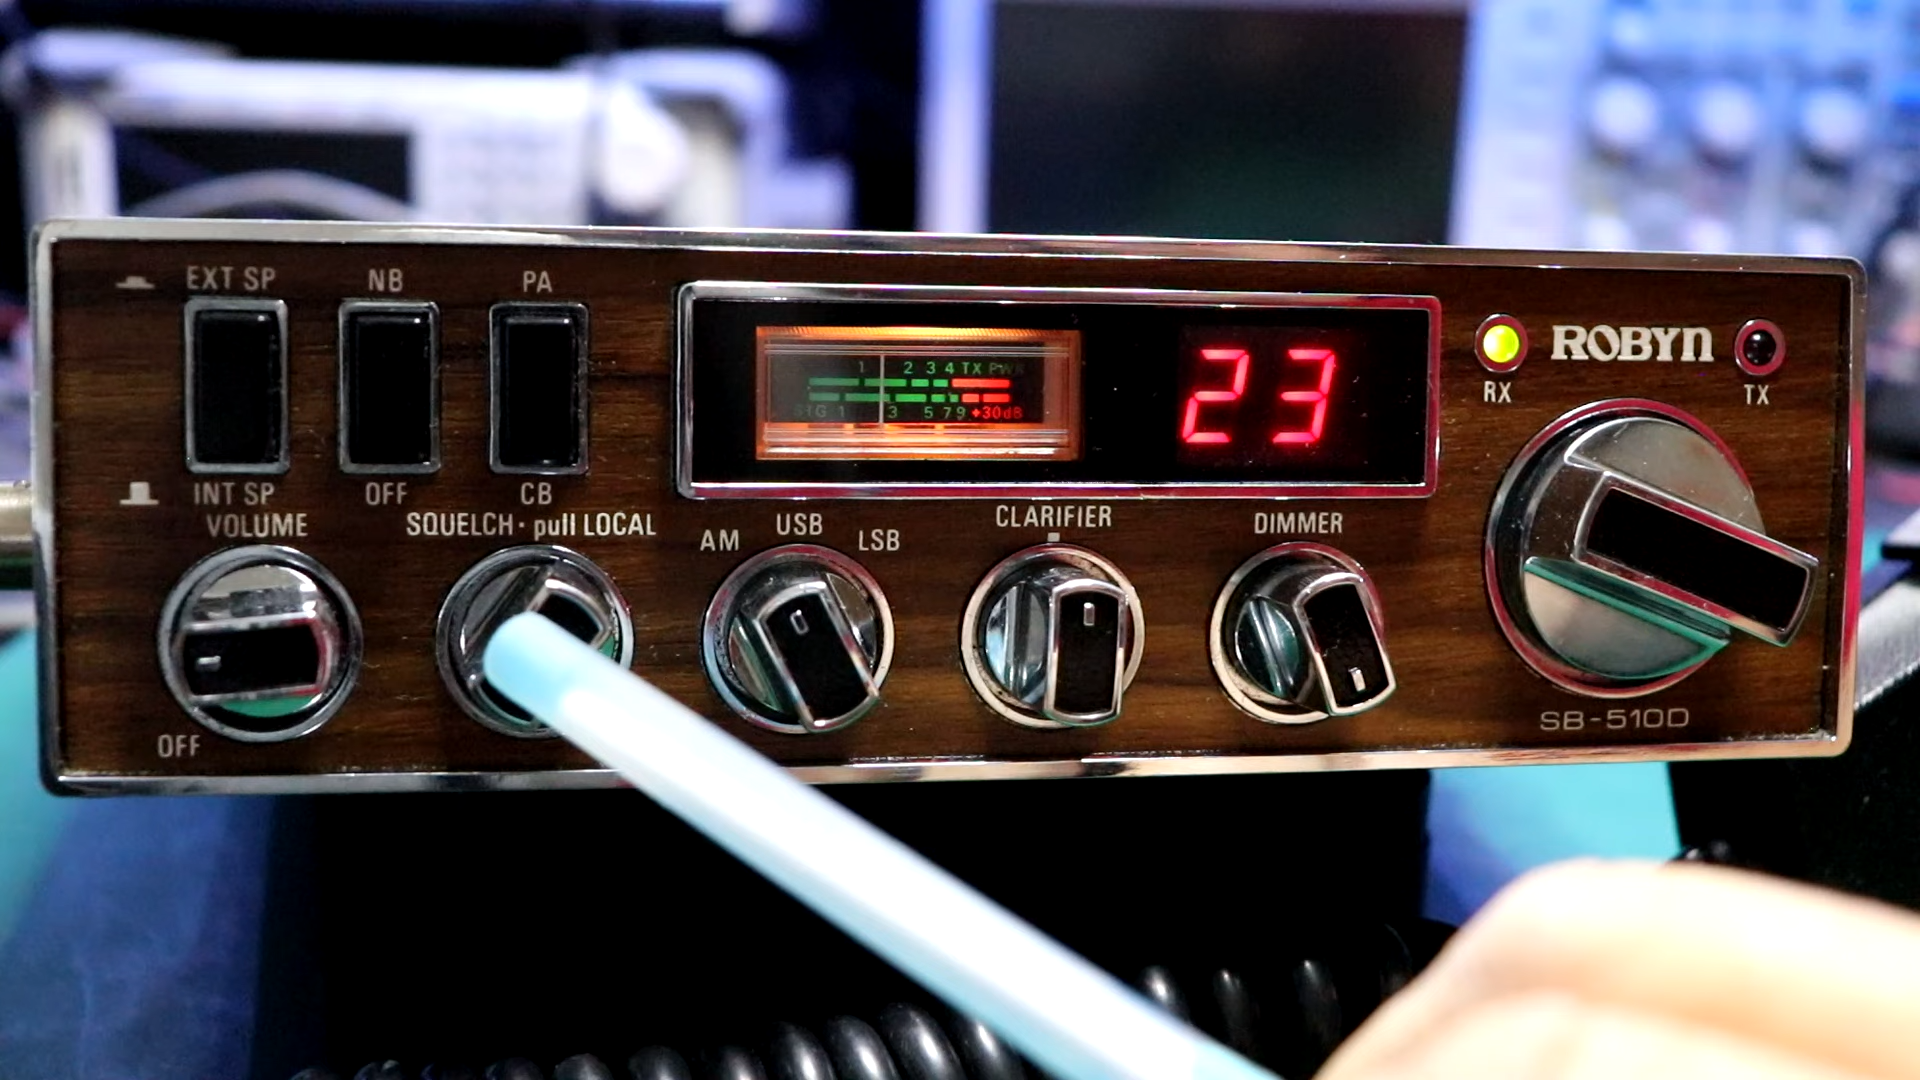 EXT SP NB PA
1 2 3 4 TX PWR
SIG 1 3 5 7 9 +30dB
23
RX ROBYN TX
INT SP OFF CB
VOLUME SQUELCH · pull LOCAL AM USB LSB CLARIFIER DIMMER
OFF
SB-510D